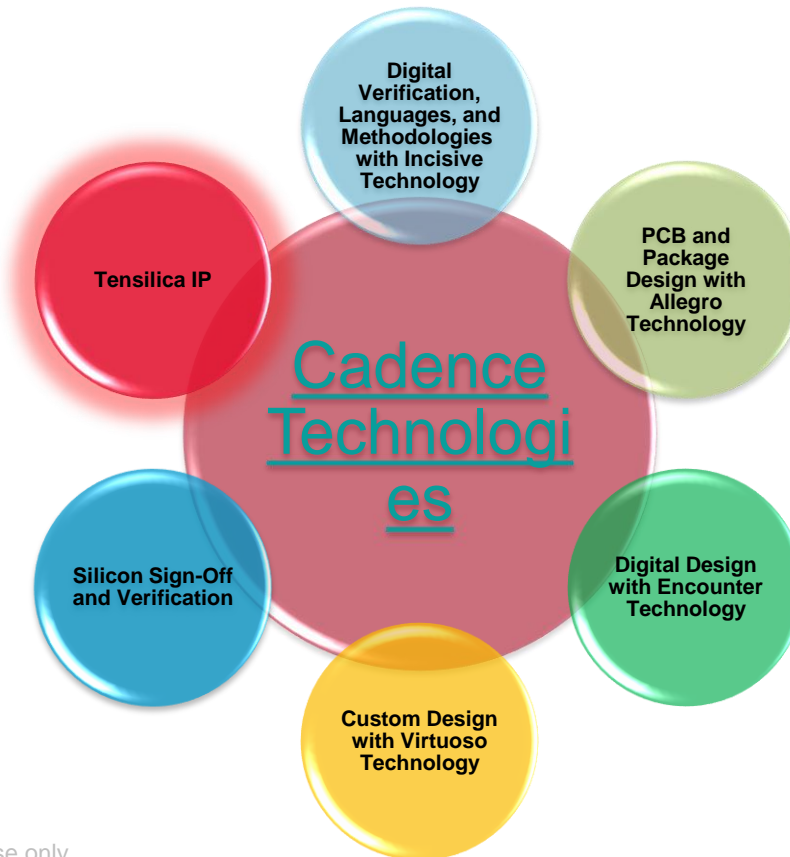 Digital
Verification,
Languages, and
Methodologies
with Incisive
Technology
Tensilica IP
PCB and
Package
Design with
Allegro
Technology
Cadence
Technologi
es
Silicon Sign-Off
and Verification
Digital Design
with Encounter
Technology
Custom Design
with Virtuoso
Technology
only